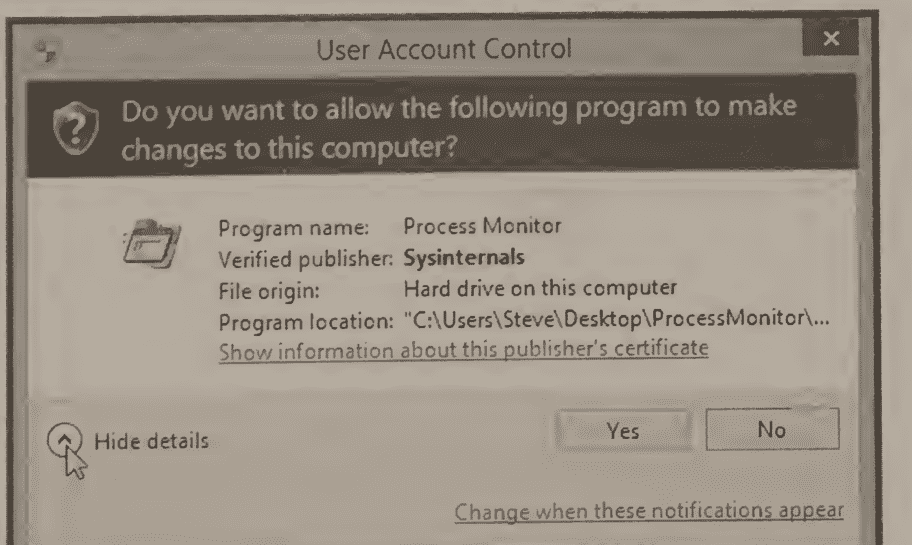 User Account Control
Do you want to allow the following program to make
changes to this computer?
Program name: Process Monitor
Verified publisher: Sysinternals
File origin: Hard drive on this computer
Program location: "C:\Users\Steve\Desktop\ProcessMonitor\...
Show information about this publisher's certificate
Hide details
Yes
No
Change when these notifications appear